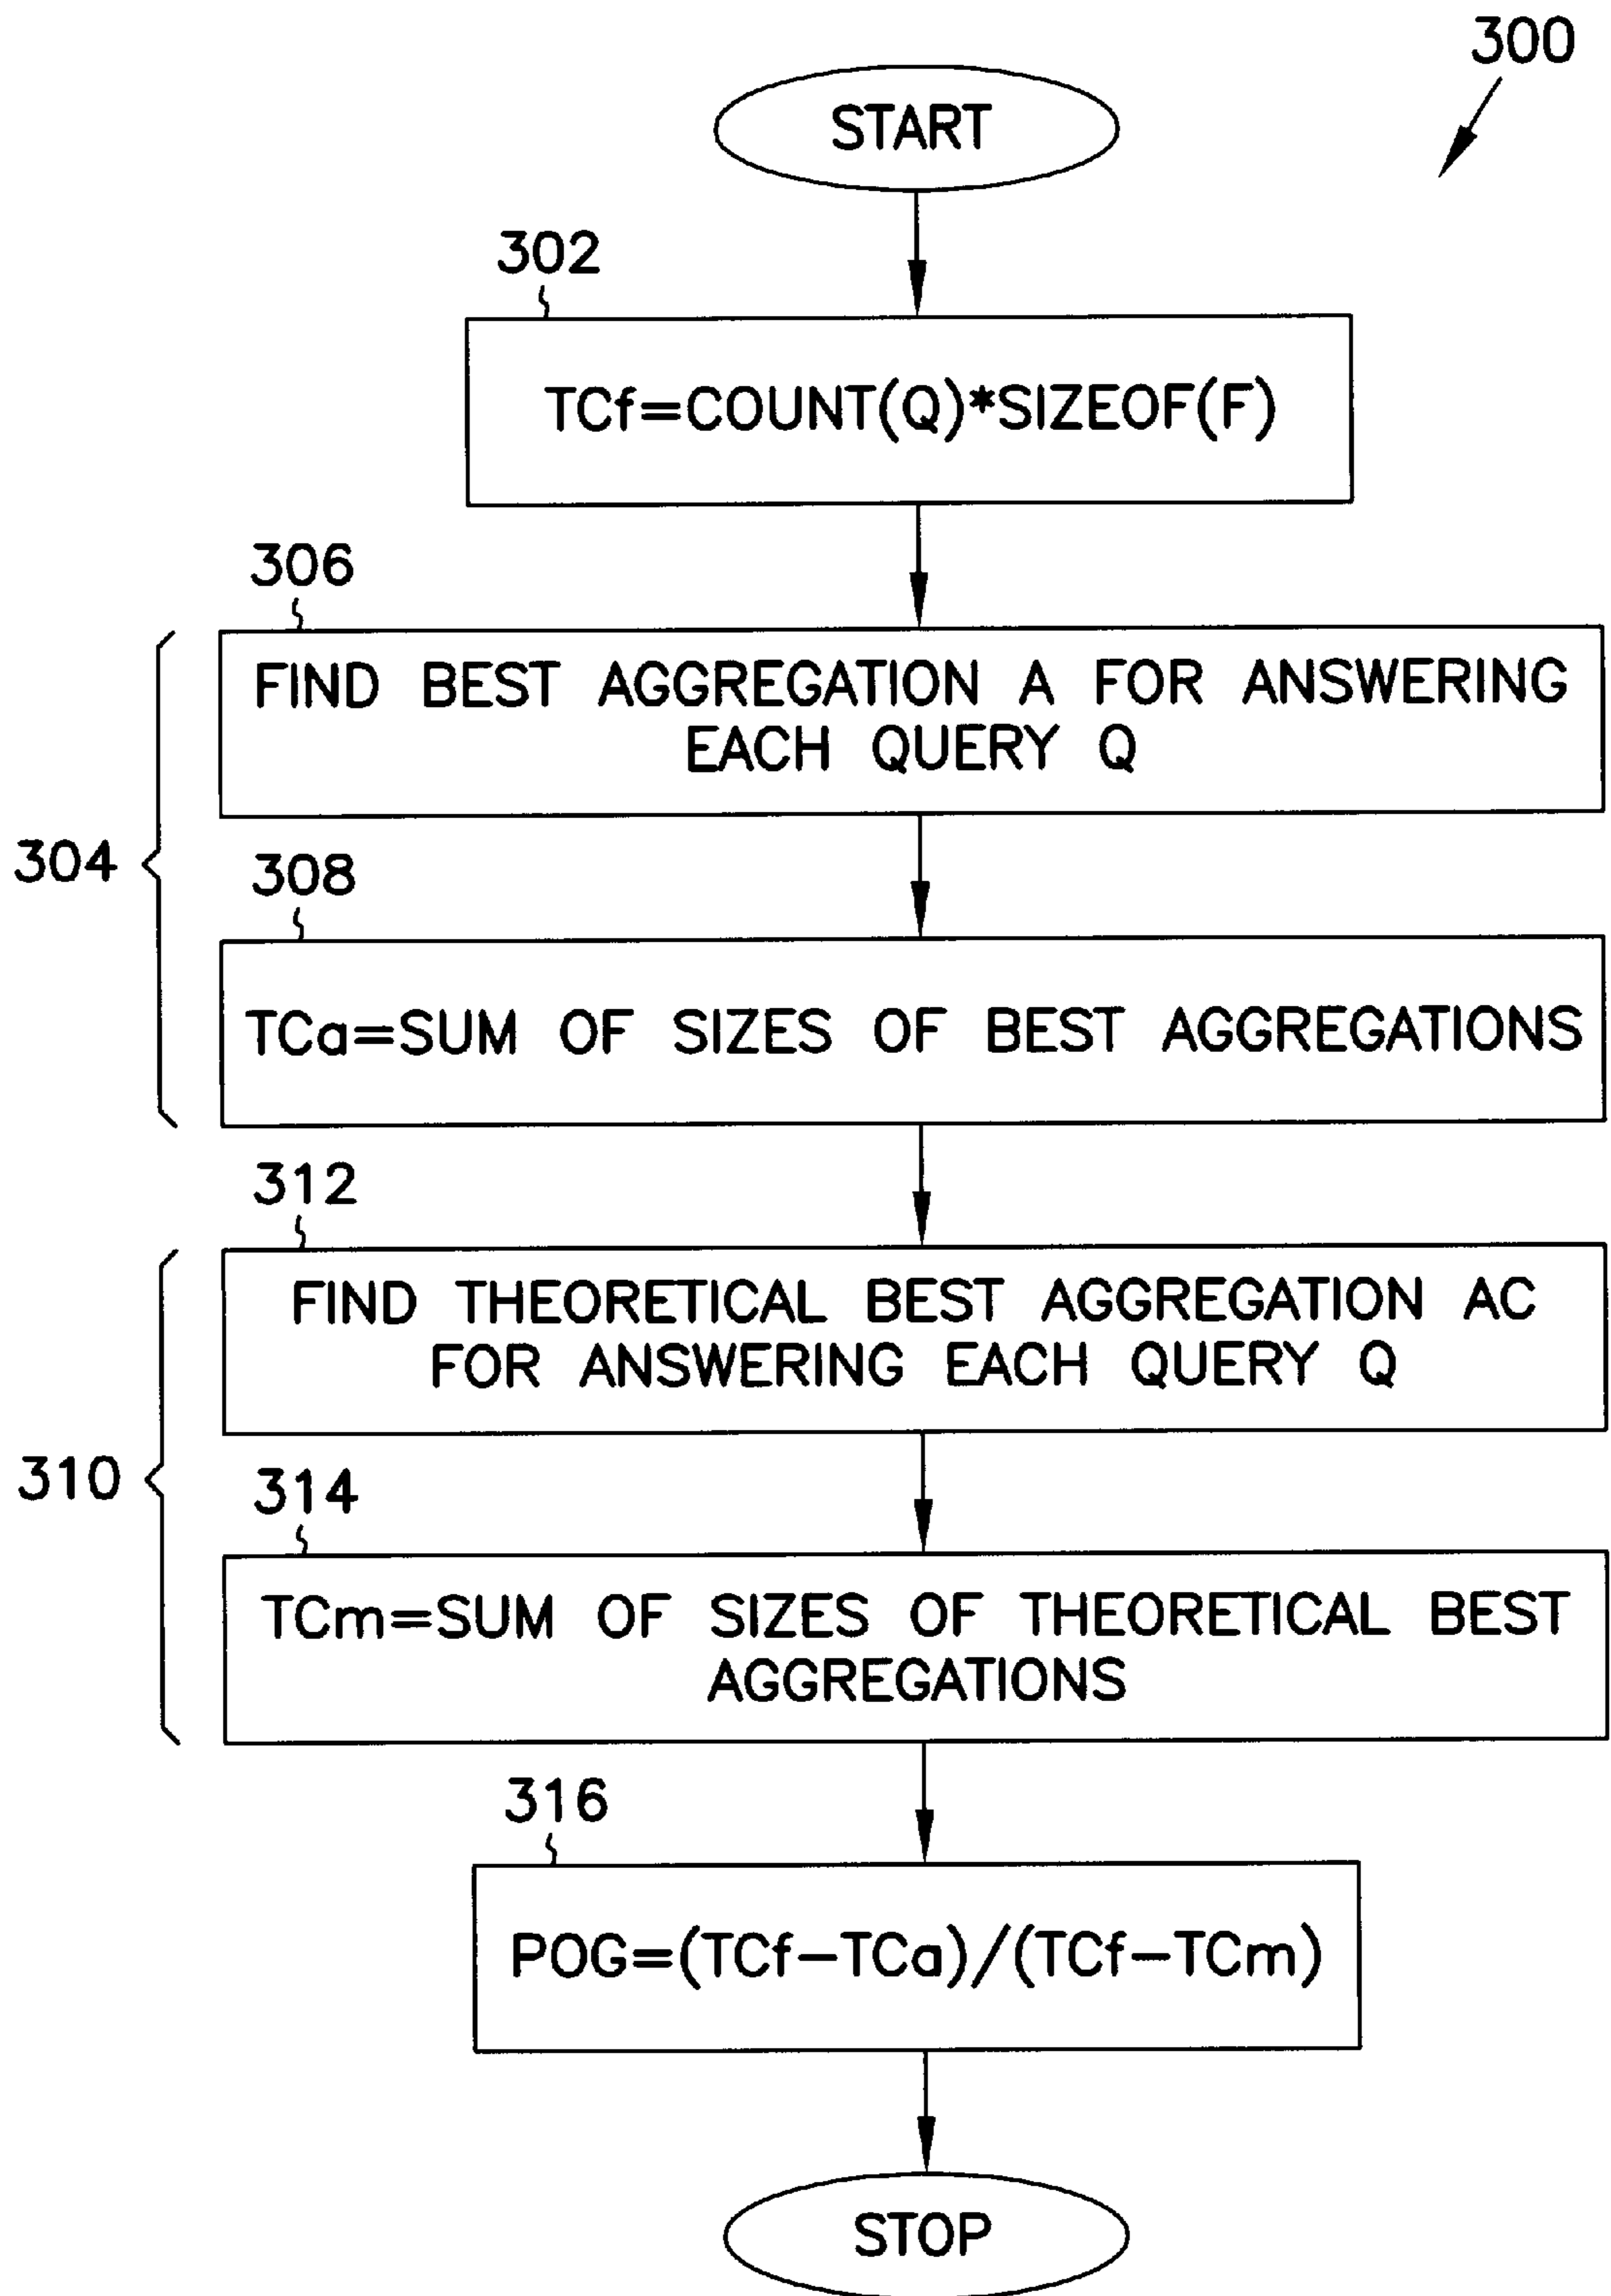 300
START
302
TCf=COUNT(Q)*SIZEOF(F)
306
FIND BEST AGGREGATION A FOR ANSWERING
EACH QUERY Q
304
308
TCa=SUM OF SIZES OF BEST AGGREGATIONS
312
FIND THEORETICAL BEST AGGREGATION AC
FOR ANSWERING EACH QUERY Q
310
314
TCm=SUM OF SIZES OF THEORETICAL BEST
AGGREGATIONS
316
POG=(TCf-TCa)/(TCf-TCm)
STOP